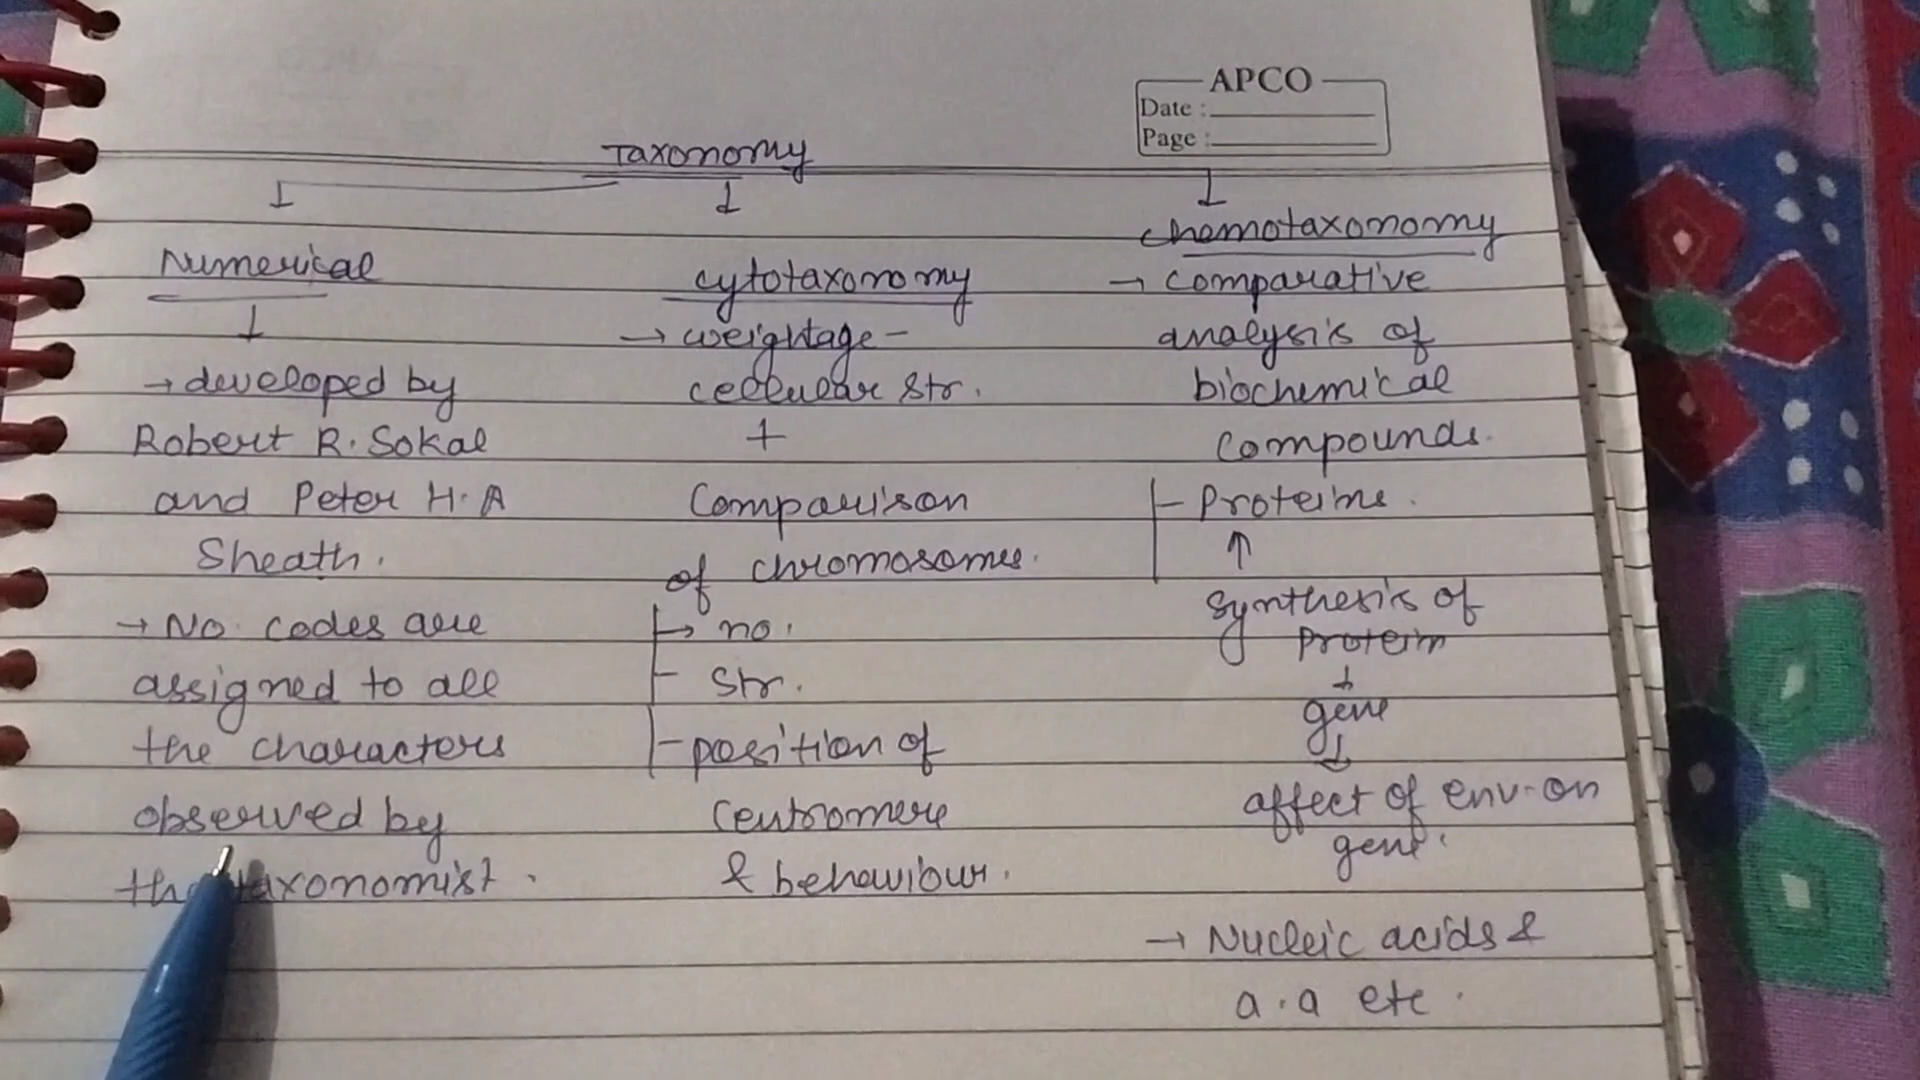 APCO
Date :
Page :
Taxonomy
Numerical
→ developed by
Robert R. Sokal
and Peter H. A
Sheath.
→ No. codes are
assigned to all
the characters
observed by
the taxonomist.
cytotaxonomy
→ weightage -
cellular str.
+
Comparison
of chromosomes.
→ no.
- str.
- position of
centromere
& behaviour.
chemotaxonomy
→ comparative
analysis of
biochemical
compounds.
- Proteins.
↑
synthesis of
protein
↓
gene
↓
affect of env. on
gene.
→ Nucleic acids &
a.a etc.